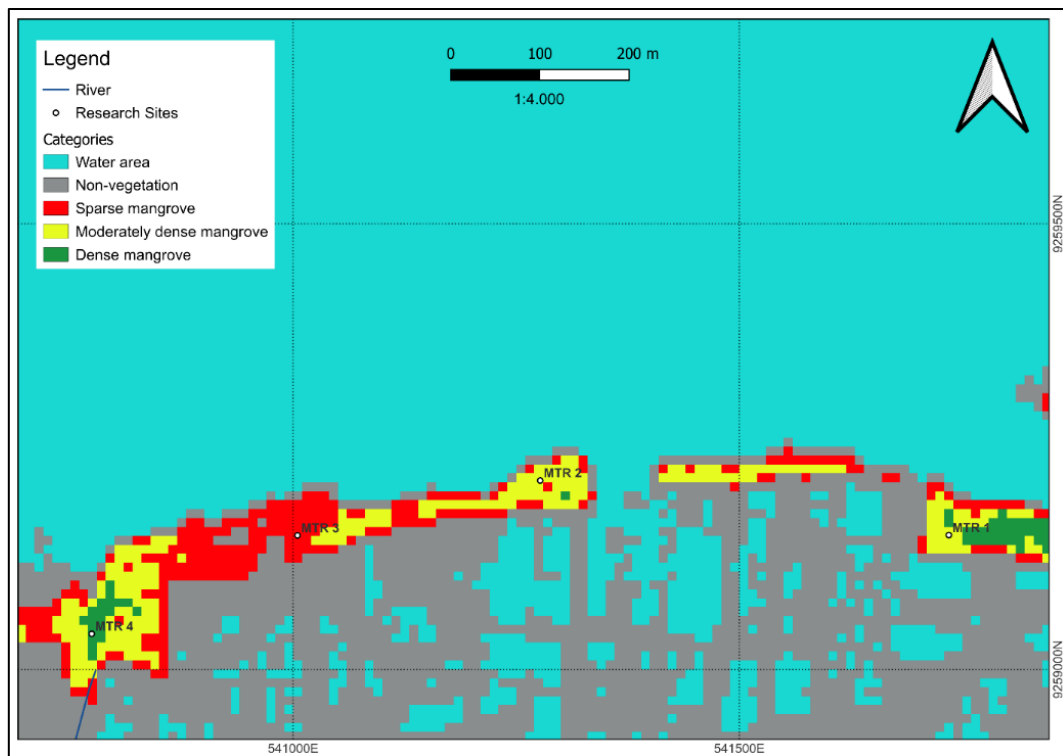 Legend
River
Research Sites
Categories
Water area
Non-vegetation
Sparse mangrove
Moderately dense mangrove
Dense mangrove
0 100 200 m
1:4.000
9259500N
MTR 2
MTR 3
MTR 1
MTR 4
9259000N
541000E 541500E